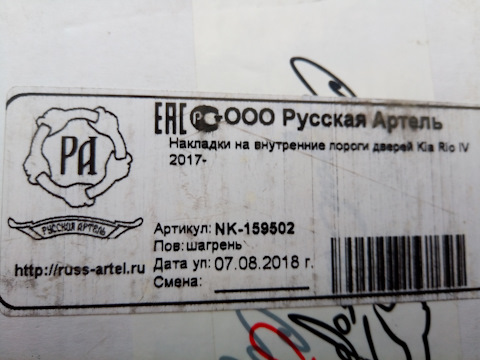 ЕАС РС ООО Русская Артель
Накладки на внутренние пороги дверей Kia Rio IV
2017-
РА
РУССКАЯ АРТЕЛЬ
Артикул: NK-159502
Пов: шагрень
http://russ-artel.ru
Дата уп: 07.08.2018 г.
Смена: